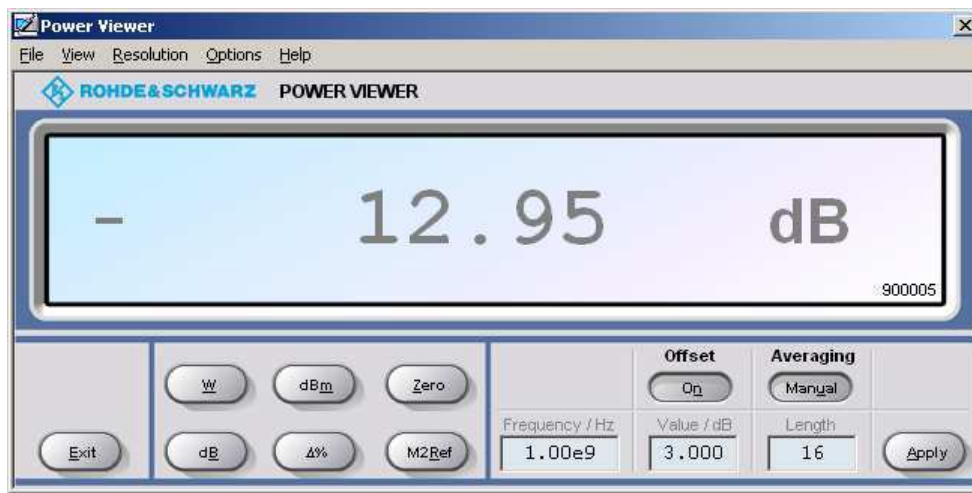 Power Viewer
File View Resolution Options Help
ROHDE&SCHWARZ POWER VIEWER
- 12.95 dB
900005
Offset Averaging
W dBm Zero On Manual
Frequency / Hz Value / dB Length
Exit dB Δ% M2Ref 1.00e9 3.000 16 Apply